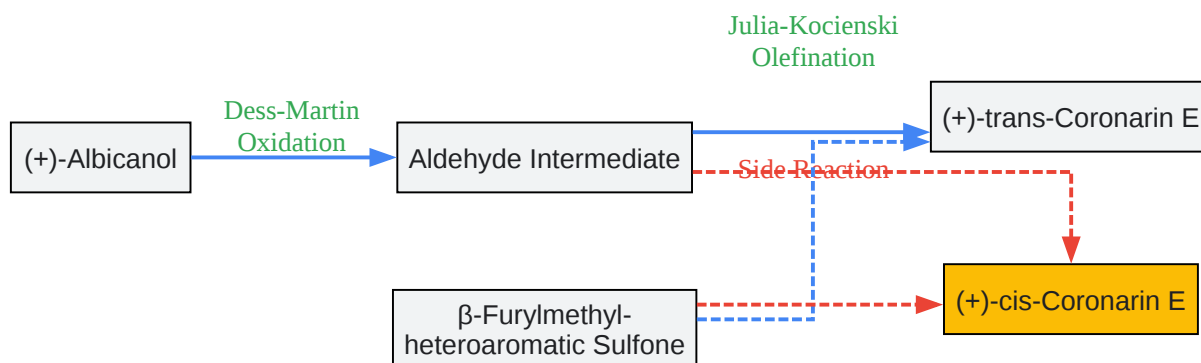 Julia-Kocienski
Olefination
Dess-Martin
Oxidation
(+)-trans-Coronarin E
(+)-Albicanol
Aldehyde Intermediate
Side Reaction
β-Furylmethyl-
heteroaromatic Sulfone
(+)-cis-Coronarin E